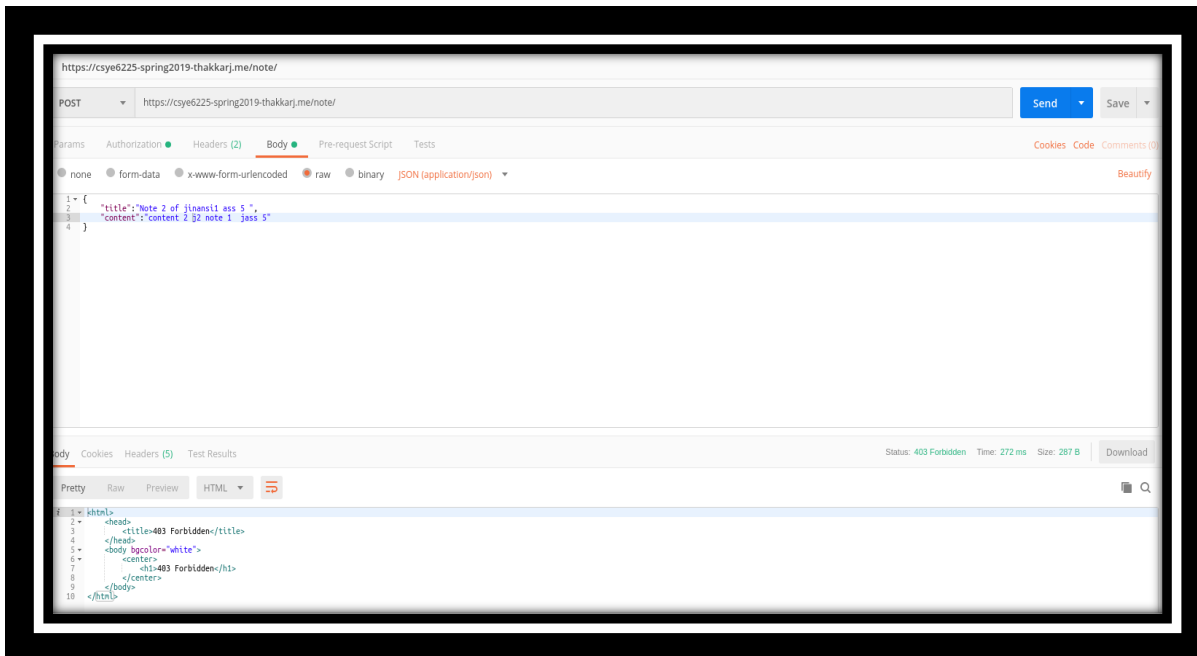 https://csye6225-spring2019-thakkarj.me/note/
POST https://csye6225-spring2019-thakkarj.me/note/ Send Save
Params Authorization Headers (2) Body Pre-request Script Tests Cookies Code Comments (0)
none form-data x-www-form-urlencoded raw binary JSON (application/json) Beautify
1 {
2 "title":"Note 2 of jinansi1 ass 5 ",
3 "content":"content 2 j2 note 1  jass 5"
4 }
Body Cookies Headers (5) Test Results Status: 403 Forbidden Time: 272 ms Size: 287 B Download
Pretty Raw Preview HTML
i 1 <html>
2 <head>
3 <title>403 Forbidden</title>
4 </head>
5 <body bgcolor="white">
6 <center>
7 <h1>403 Forbidden</h1>
8 </center>
9 </body>
10 </html>